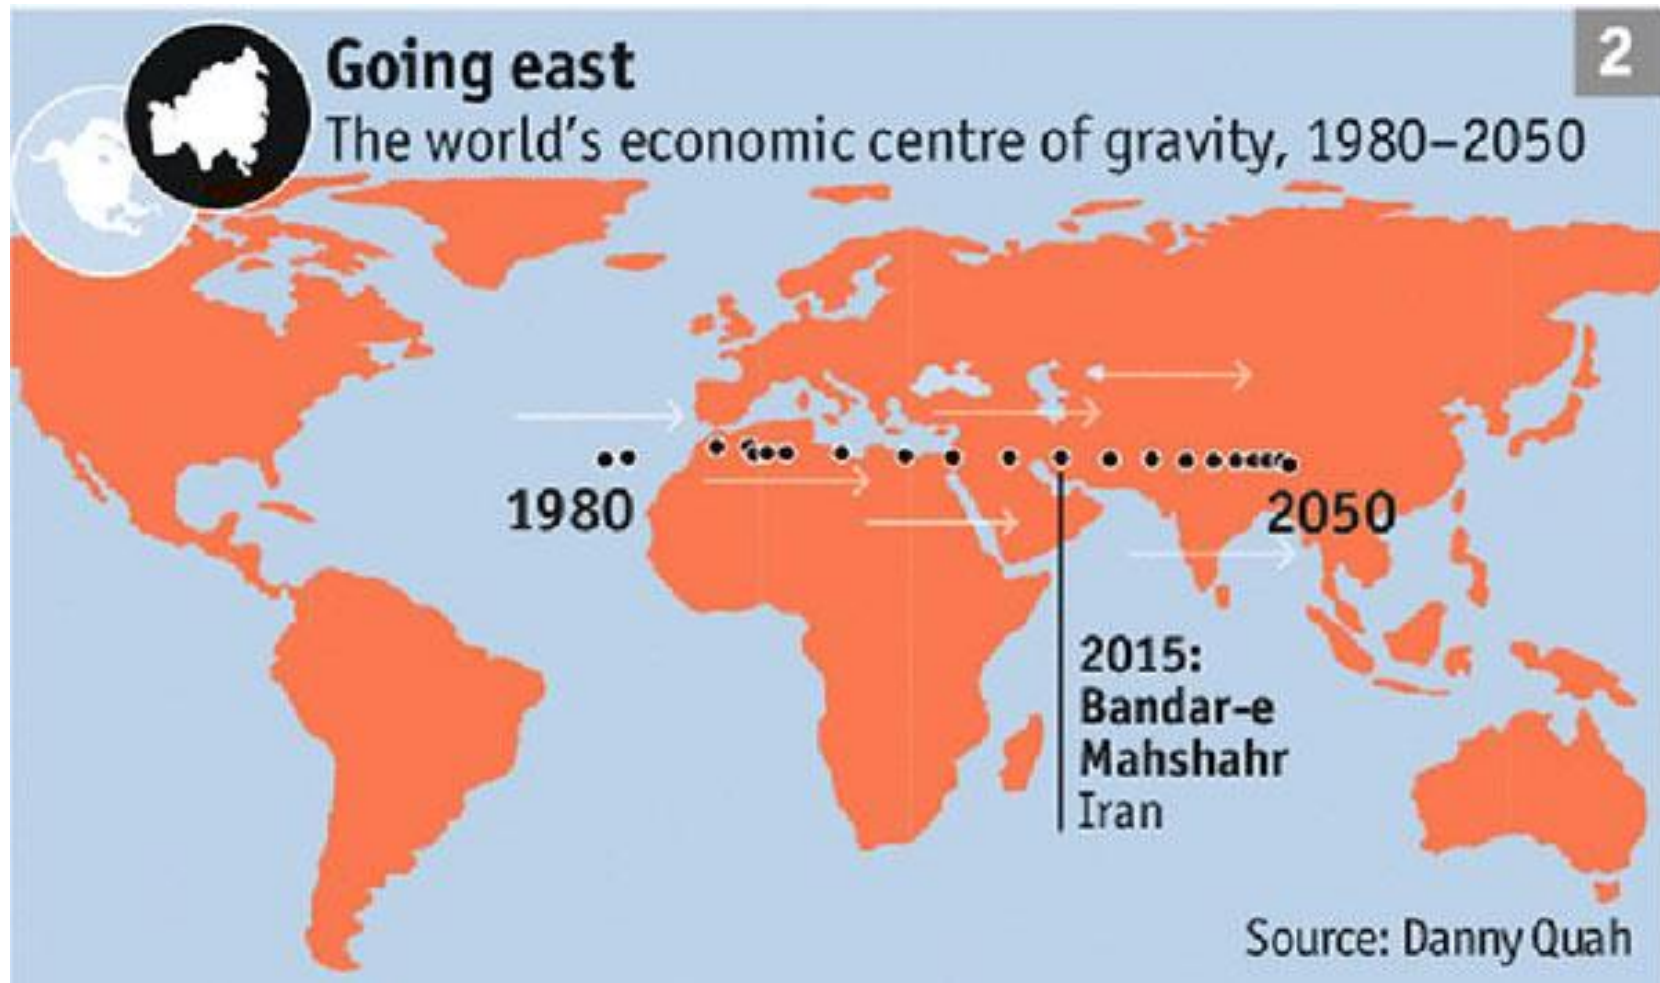 2
Going east
The world's economic centre of gravity, 1980–2050
1980
2050
2015:
Bandar-e
Mahshahr
Iran
Source: Danny Quah